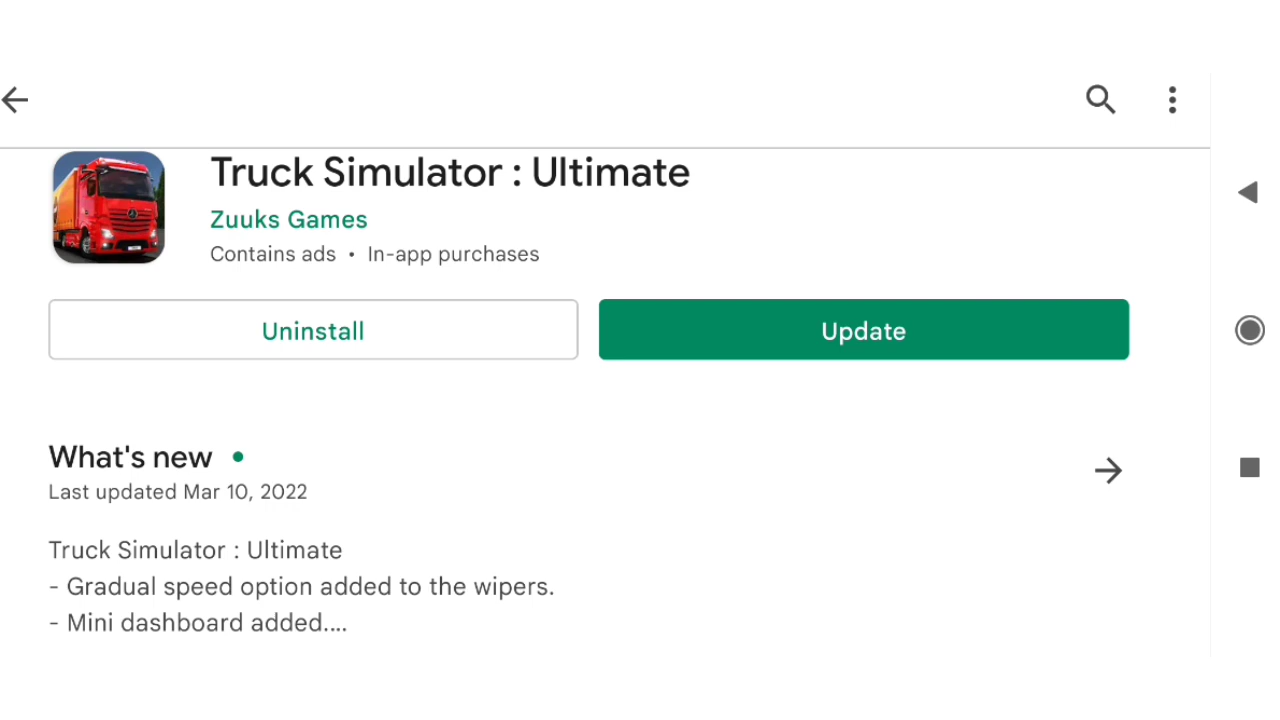 Truck Simulator : Ultimate
Zuuks Games
Contains ads • In-app purchases
Uninstall
Update
What's new
Last updated Mar 10, 2022
Truck Simulator : Ultimate
- Gradual speed option added to the wipers.
- Mini dashboard added....